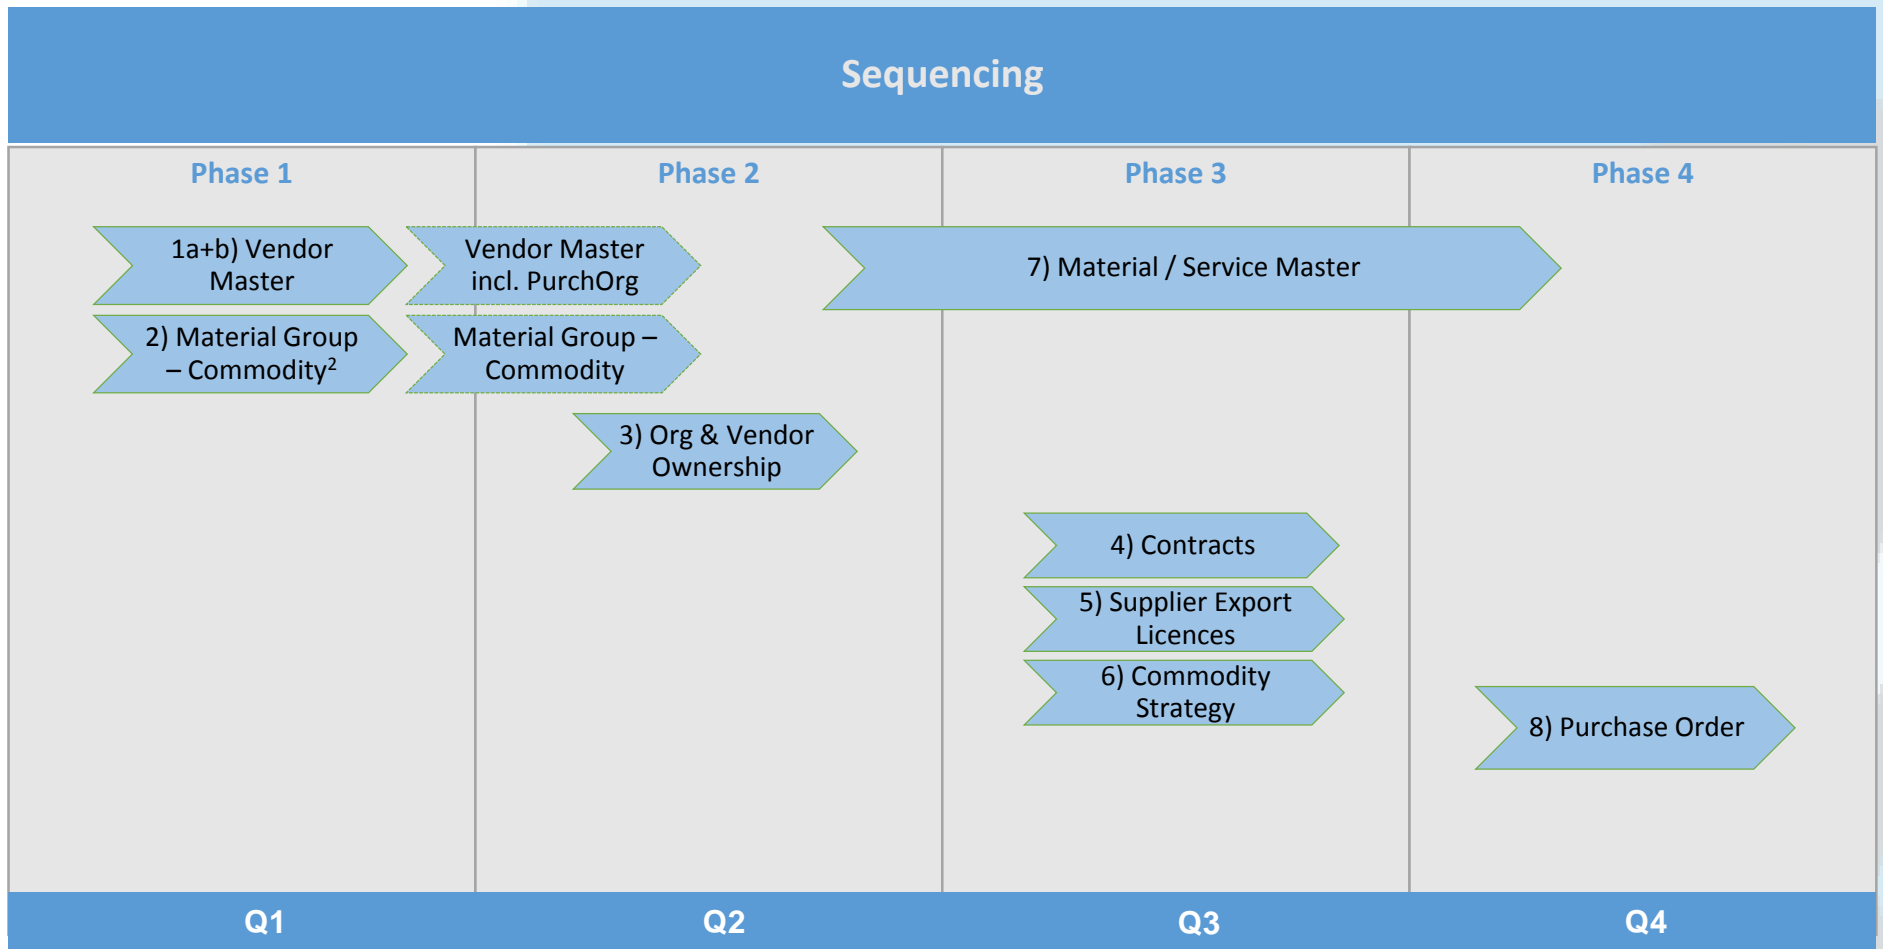 Sequencing
Phase 1
Phase 2
Phase 3
Phase 4
1a+b) Vendor
Master
Vendor Master
incl. PurchOrg
7) Material / Service Master
2) Material Group
– Commodity²
Material Group –
Commodity
3) Org & Vendor
Ownership
4) Contracts
5) Supplier Export
Licences
6) Commodity
Strategy
8) Purchase Order
Q1
Q2
Q3
Q4